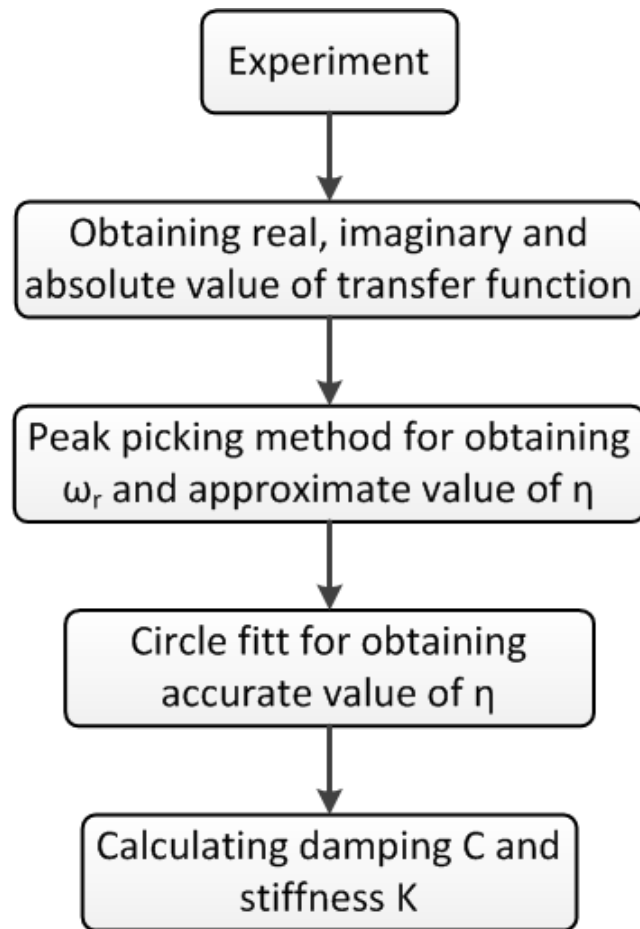 Experiment
Obtaining real, imaginary and
absolute value of transfer function
Peak picking method for obtaining
ωr and approximate value of η
Circle fitt for obtaining
accurate value of η
Calculating damping C and
stiffness K